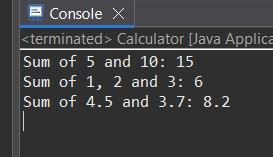 Console
<terminated> Calculator [Java Applica
Sum of 5 and 10: 15
Sum of 1, 2 and 3: 6
Sum of 4.5 and 3.7: 8.2